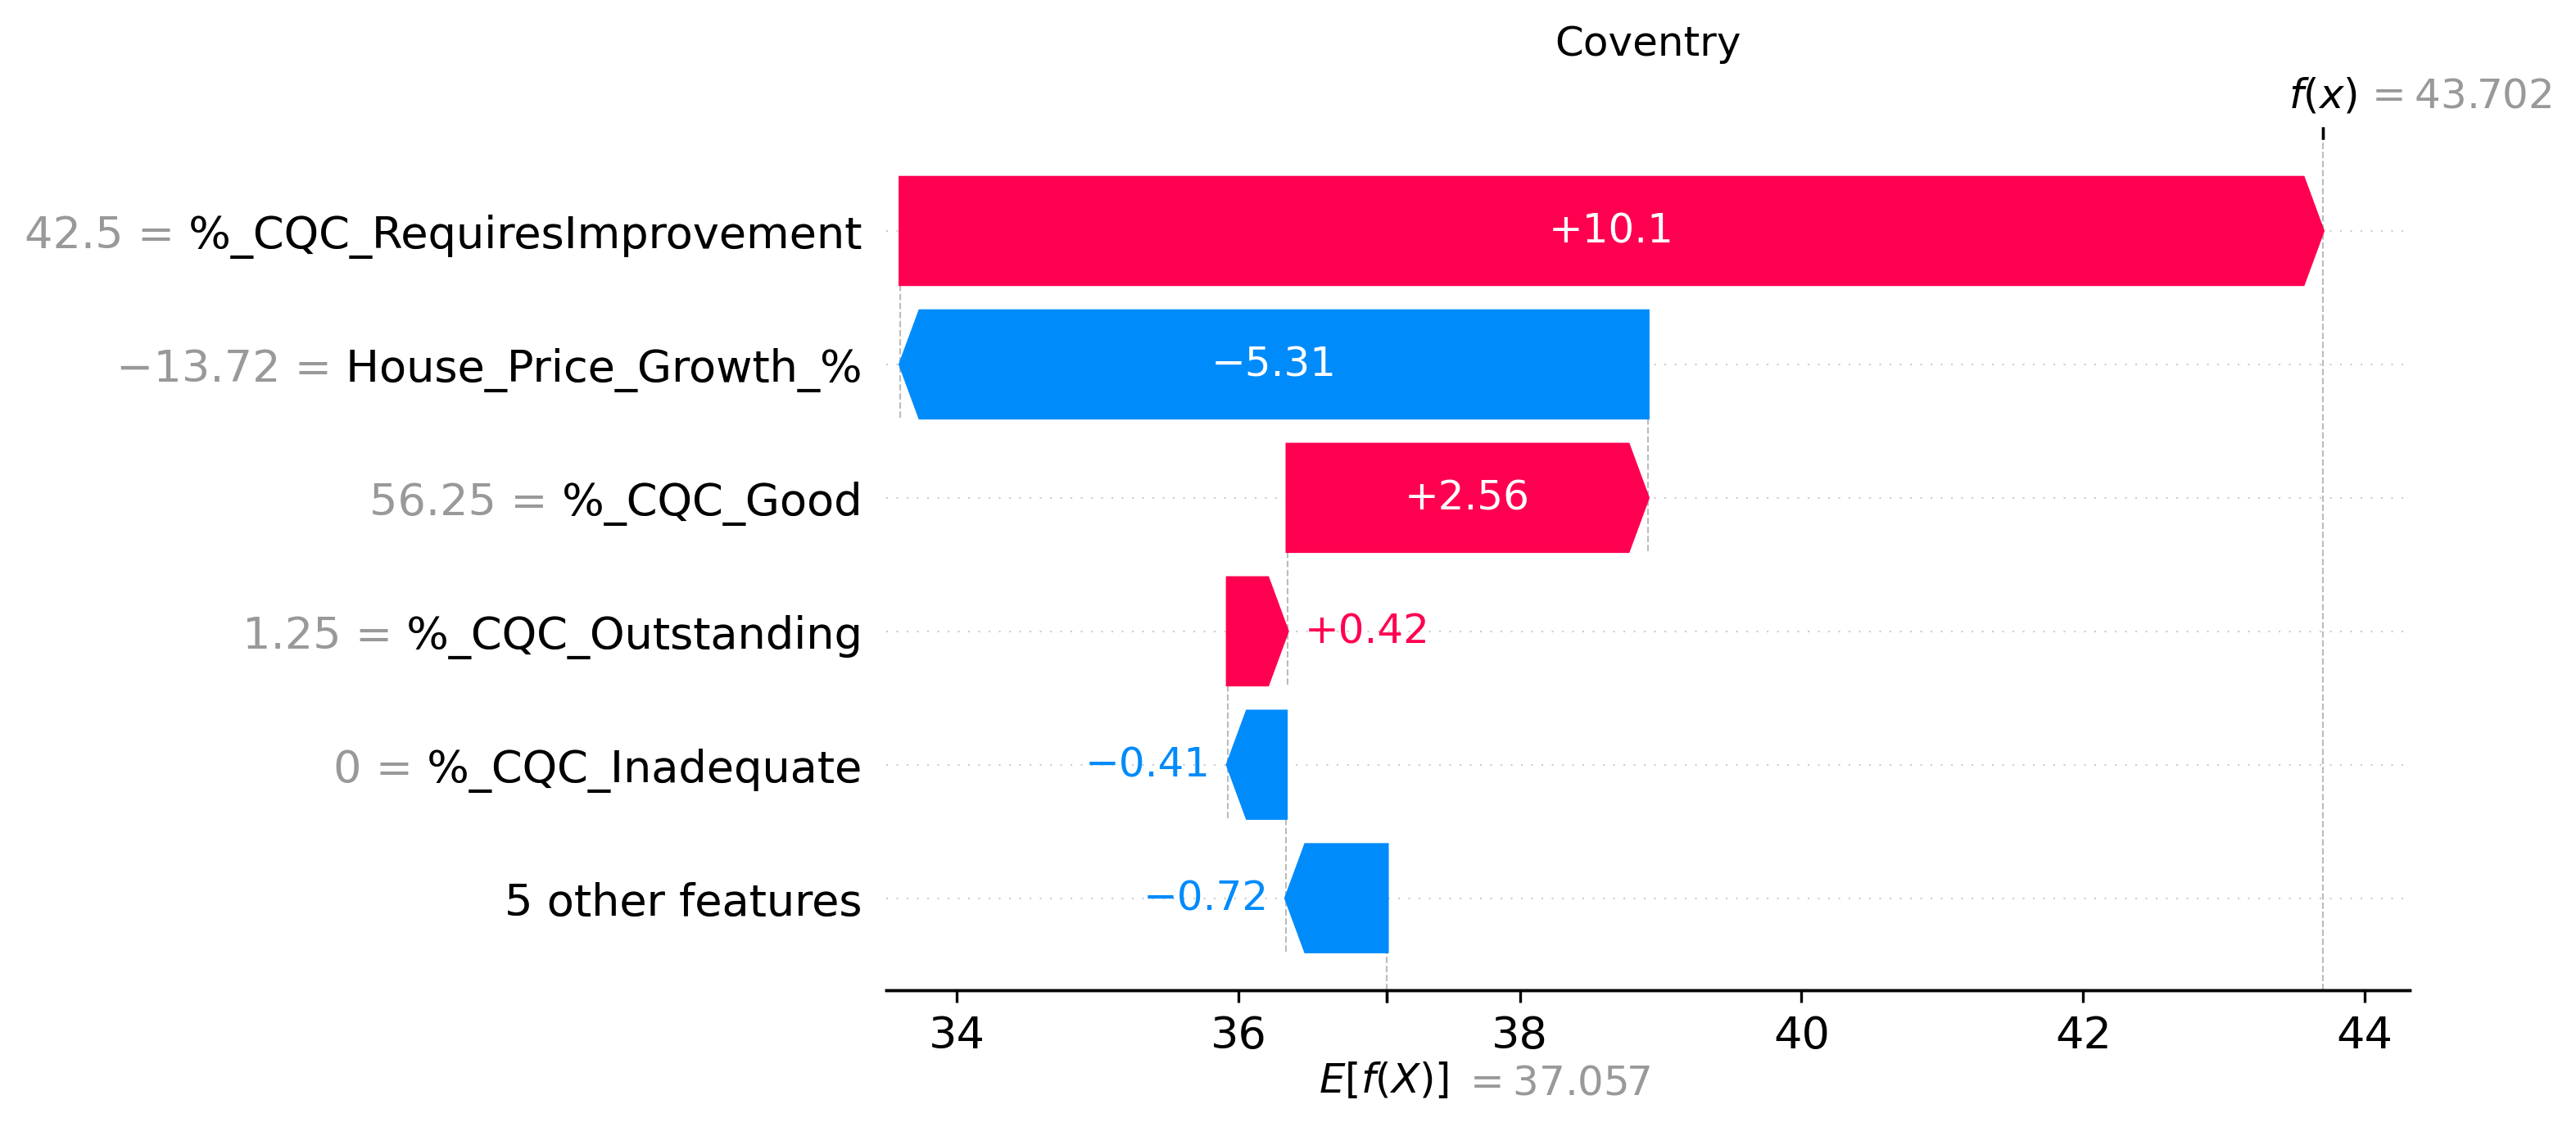 Coventry
f(x) = 43.702
42.5 = %_CQC_RequiresImprovement
+10.1
−13.72 = House_Price_Growth_%
−5.31
56.25 = %_CQC_Good
+2.56
1.25 = %_CQC_Outstanding
+0.42
0 = %_CQC_Inadequate
−0.41
5 other features
−0.72
34 36 38 40 42 44
E[f(X)] = 37.057